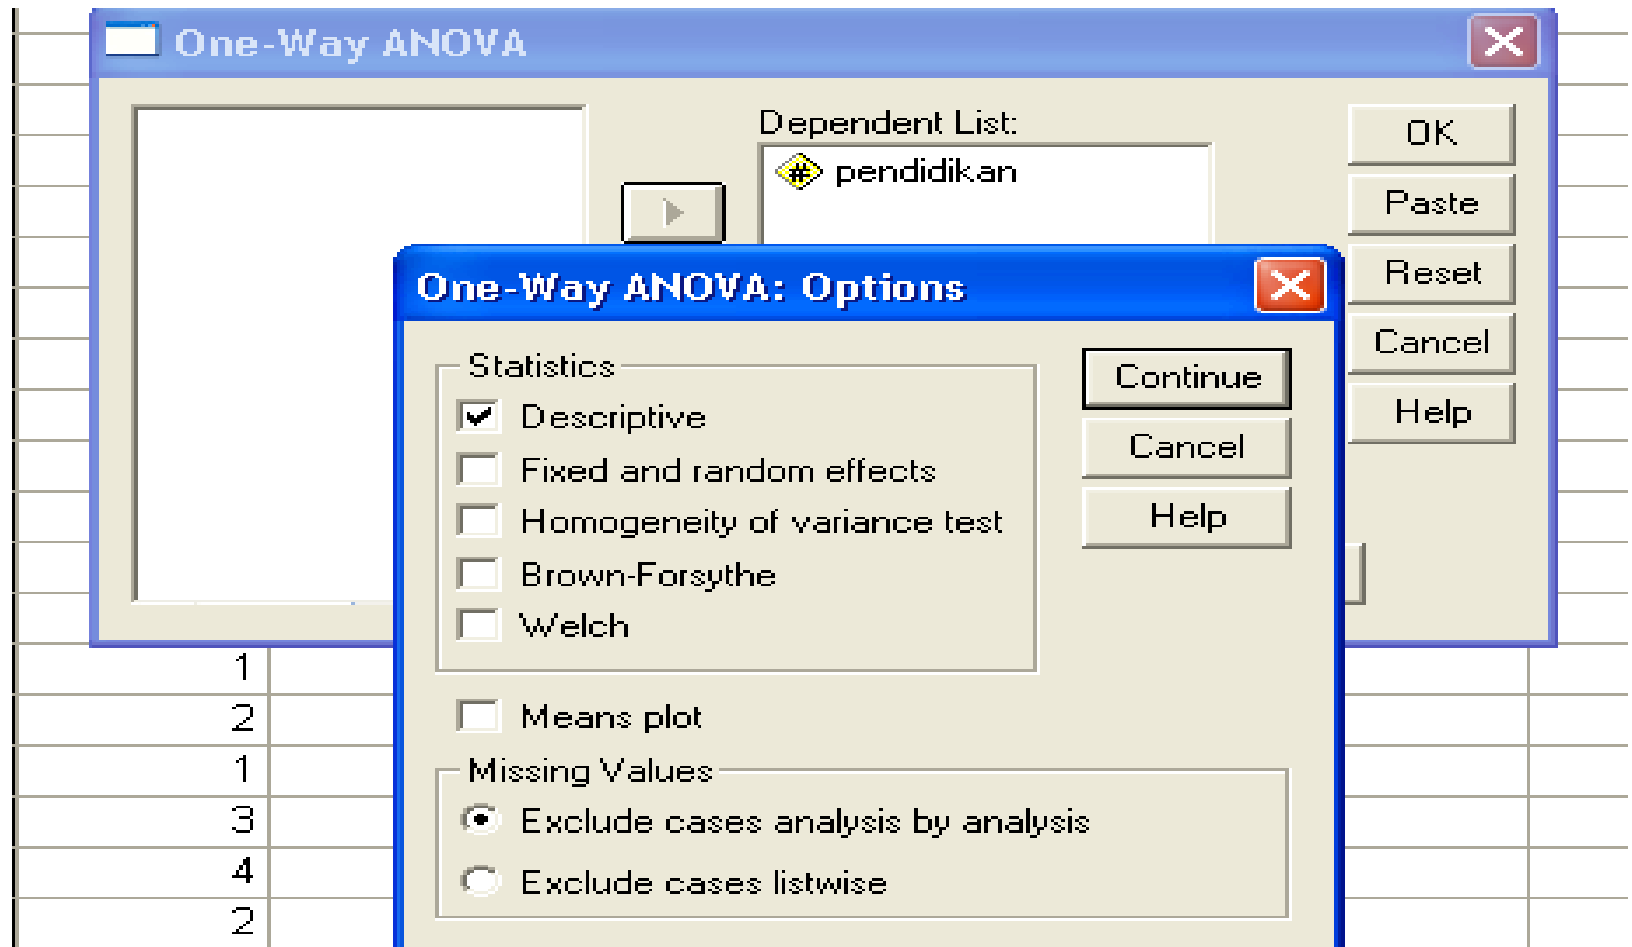 One-Way ANOVA
Dependent List:
# pendidikan
OK
Paste
Reset
Cancel
Help
One-Way ANOVA: Options
Statistics
Descriptive
Fixed and random effects
Homogeneity of variance test
Brown-Forsythe
Welch
Continue
Cancel
Help
Means plot
Missing Values
Exclude cases analysis by analysis
Exclude cases listwise
1
2
1
3
4
2